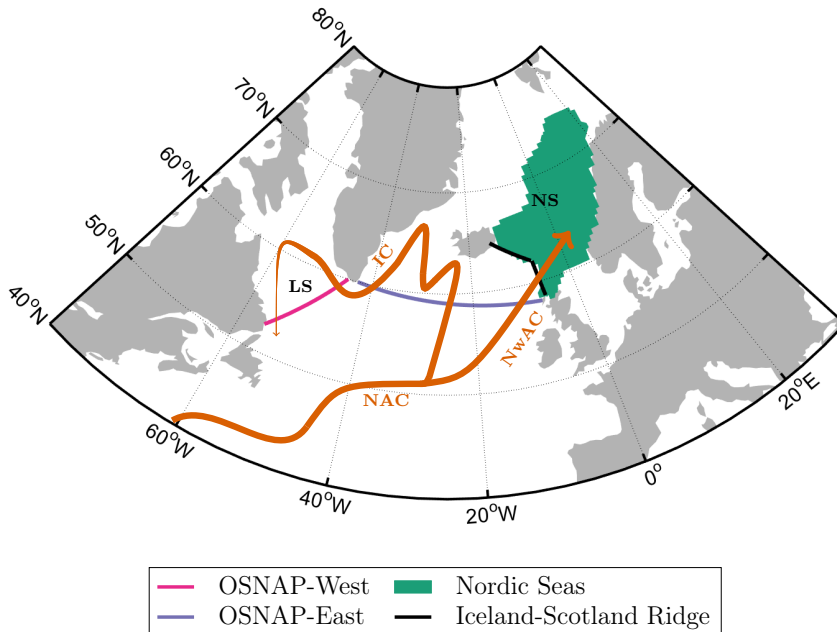 80°N
70°N
60°N
50°N
40°N
NS
IC
LS
NwAC
NAC
60°W
40°W
20°W
0°
20°E
OSNAP-West
Nordic Seas
OSNAP-East
Iceland-Scotland Ridge